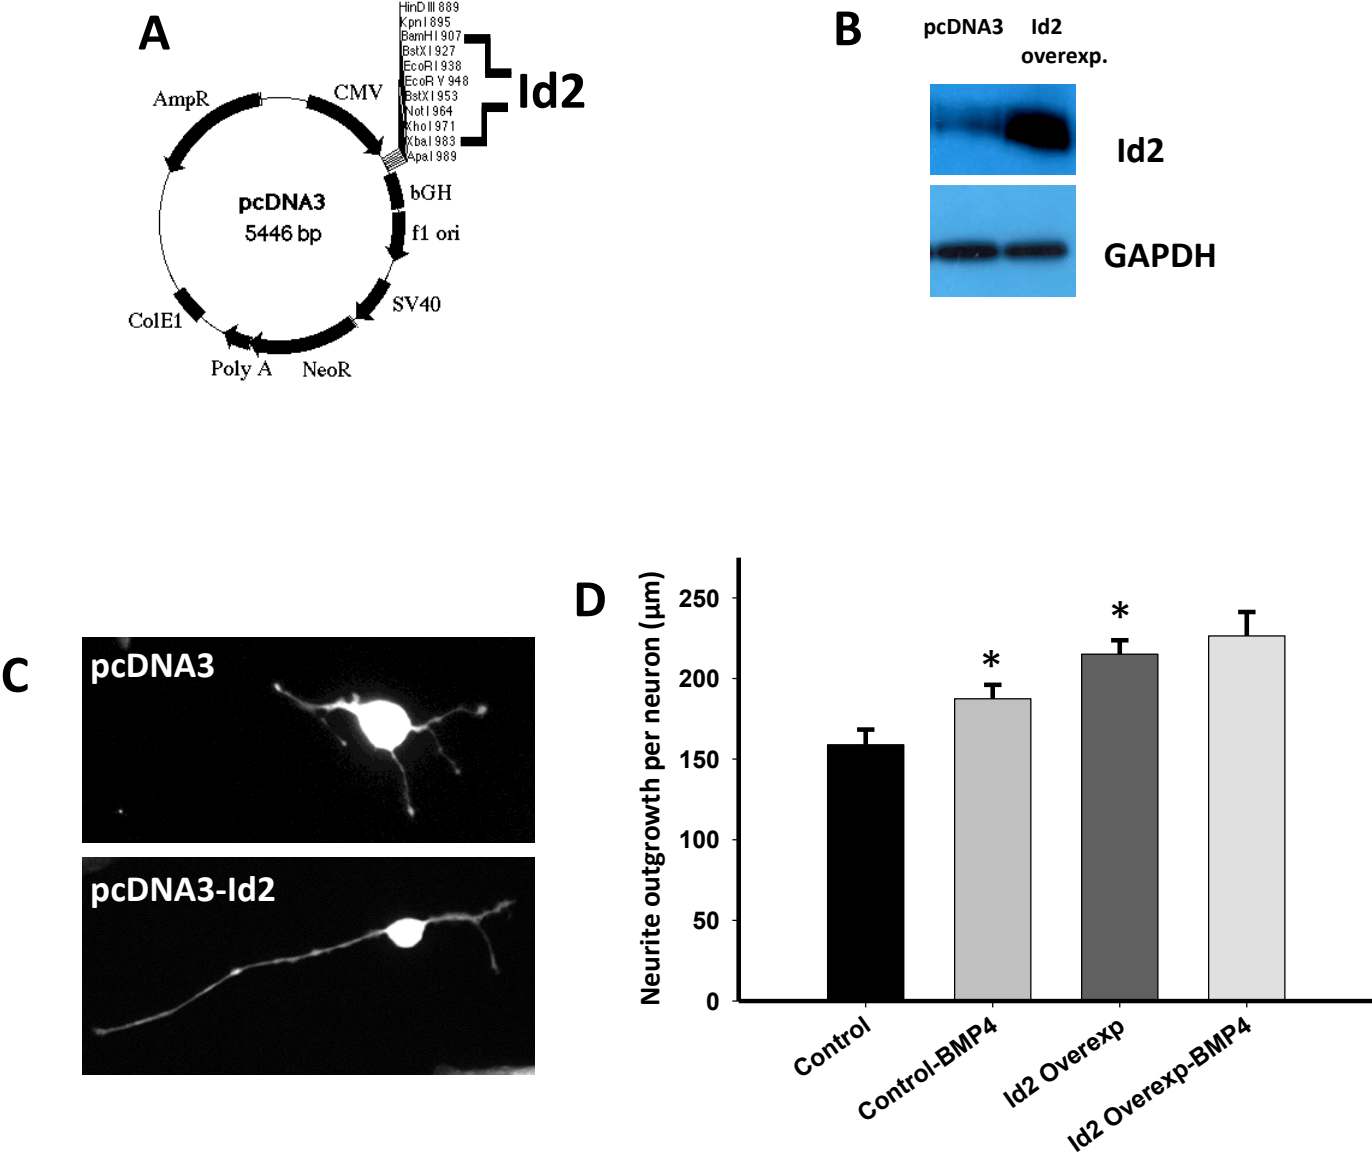 A
HinD III 889
Kpn I 895
BamH I 907
BstX I 927
EcoR I 938
EcoR V 948
BstX I 953
Not I 964
Xho I 971
Xba I 983
Apa I 989
Id2
AmpR
CMV
pcDNA3
5446 bp
bGH
f1 ori
SV40
ColE1
Poly A
NeoR
B
pcDNA3
Id2
overexp.
Id2
GAPDH
C
pcDNA3
pcDNA3-Id2
D
Neurite outgrowth per neuron (μm)
250
200
150
100
50
0
*
*
Control
Control-BMP4
Id2 Overexp
Id2 Overexp-BMP4